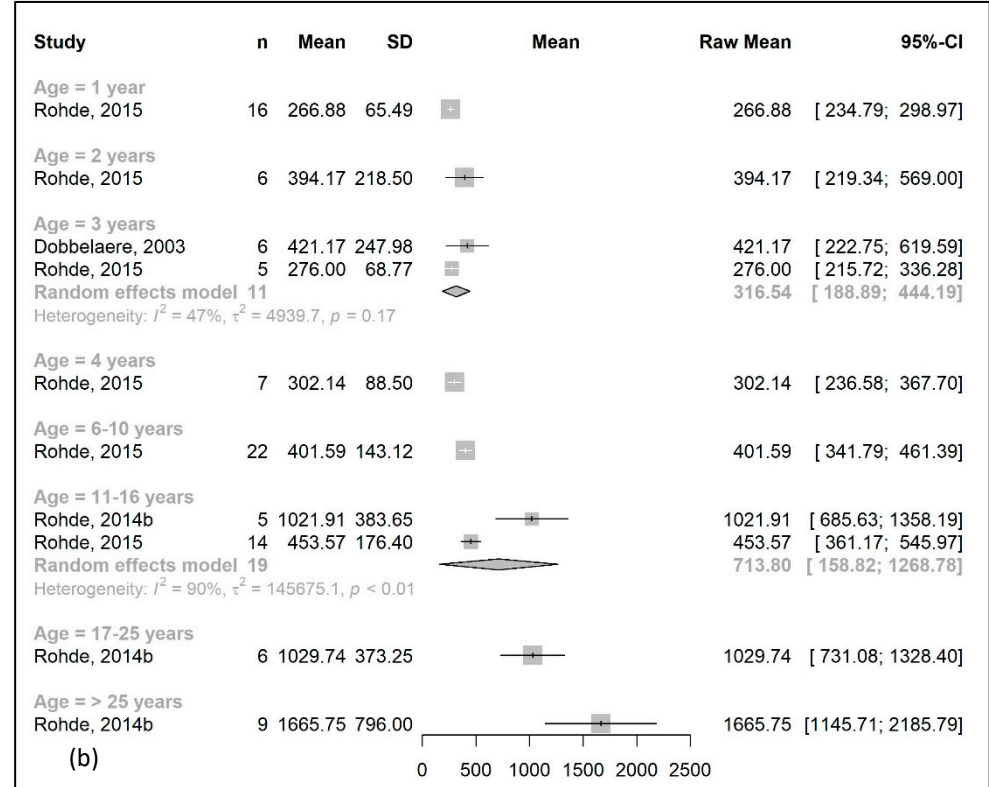 Study n Mean SD Mean Raw Mean 95%-CI
Age = 1 year
Rohde, 2015 16 266.88 65.49 266.88 [ 234.79; 298.97]
Age = 2 years
Rohde, 2015 6 394.17 218.50 394.17 [ 219.34; 569.00]
Age = 3 years
Dobbelaere, 2003 6 421.17 247.98 421.17 [ 222.75; 619.59]
Rohde, 2015 5 276.00 68.77 276.00 [ 215.72; 336.28]
Random effects model 11 316.54 [ 188.89; 444.19]
Heterogeneity: I² = 47%, τ² = 4939.7, p = 0.17
Age = 4 years
Rohde, 2015 7 302.14 88.50 302.14 [ 236.58; 367.70]
Age = 6-10 years
Rohde, 2015 22 401.59 143.12 401.59 [ 341.79; 461.39]
Age = 11-16 years
Rohde, 2014b 5 1021.91 383.65 1021.91 [ 685.63; 1358.19]
Rohde, 2015 14 453.57 176.40 453.57 [ 361.17; 545.97]
Random effects model 19 713.80 [ 158.82; 1268.78]
Heterogeneity: I² = 90%, τ² = 145675.1, p < 0.01
Age = 17-25 years
Rohde, 2014b 6 1029.74 373.25 1029.74 [ 731.08; 1328.40]
Age = > 25 years
Rohde, 2014b 9 1665.75 796.00 1665.75 [1145.71; 2185.79]
(b)
0 500 1000 1500 2000 2500